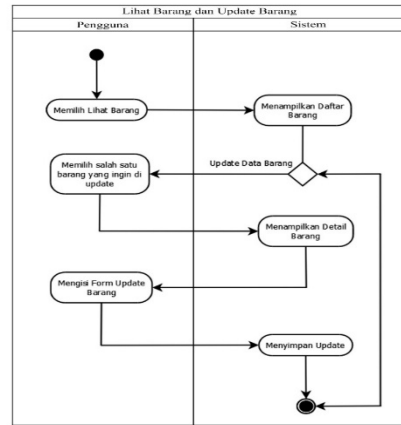 Lihat Barang dan Update Barang
Pengguna
Sistem
Memilih Lihat Barang
Menampilkan Daftar
Barang
Update Data Barang
Memilih salah satu
barang yang ingin di
update
Menampilkan Detail
Barang
Mengisi Form Update
Barang
Menyimpan Update